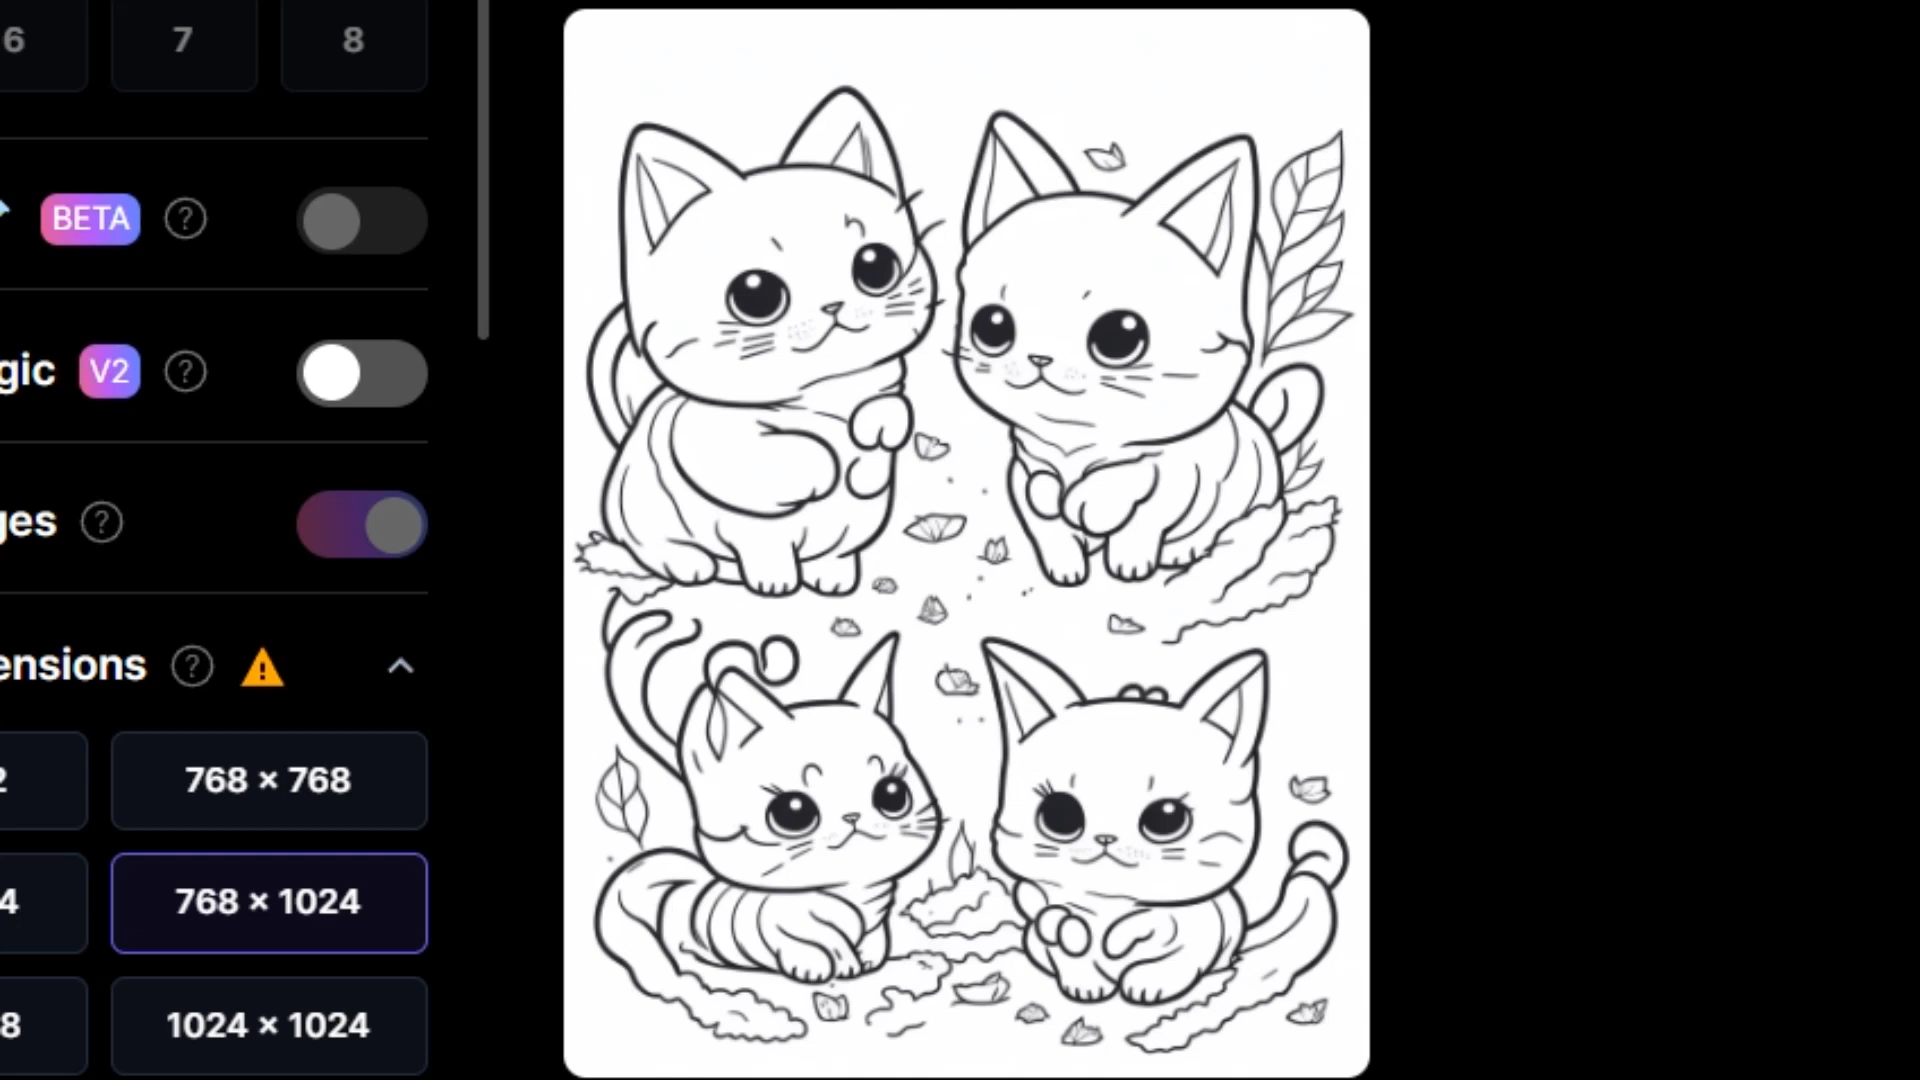 6 7 8
BETA ?
gic V2 ?
ges ?
ensions ?
2 768 × 768
4 768 × 1024
8 1024 × 1024